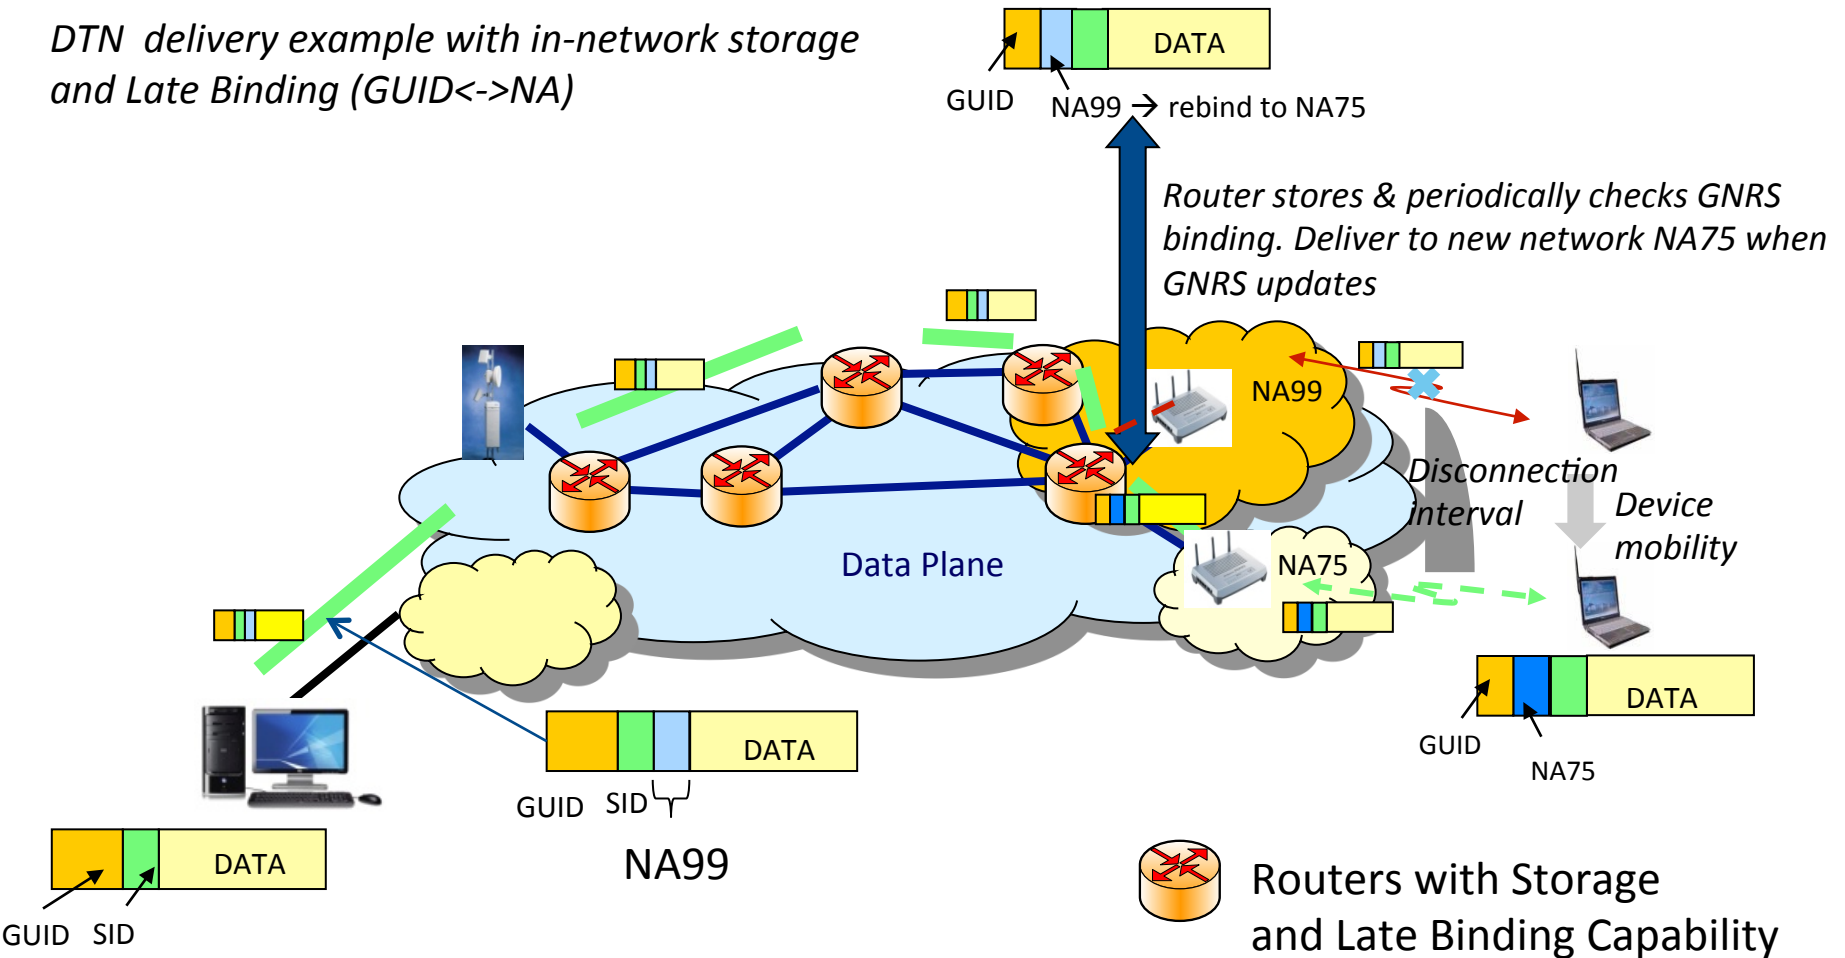 DTN delivery example with in-network storage
and Late Binding (GUID<->NA)
DATA
GUID
NA99 → rebind to NA75
Router stores & periodically checks GNRS
binding. Deliver to new network NA75 when
GNRS updates
NA99
Disconnection
interval
Device
mobility
Data Plane
NA75
DATA
GUID
NA75
DATA
GUID SID
NA99
DATA
GUID SID
Routers with Storage
and Late Binding Capability